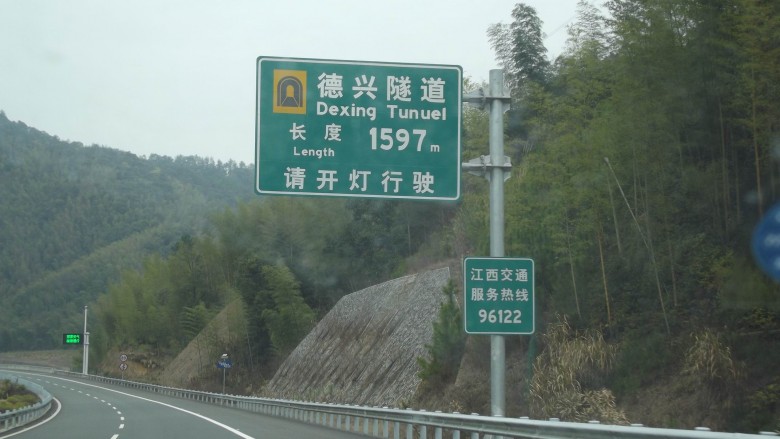 德兴隧道
Dexing Tunuel
长度 1597 m
Length
请开灯行驶
江西交通
服务热线
96122